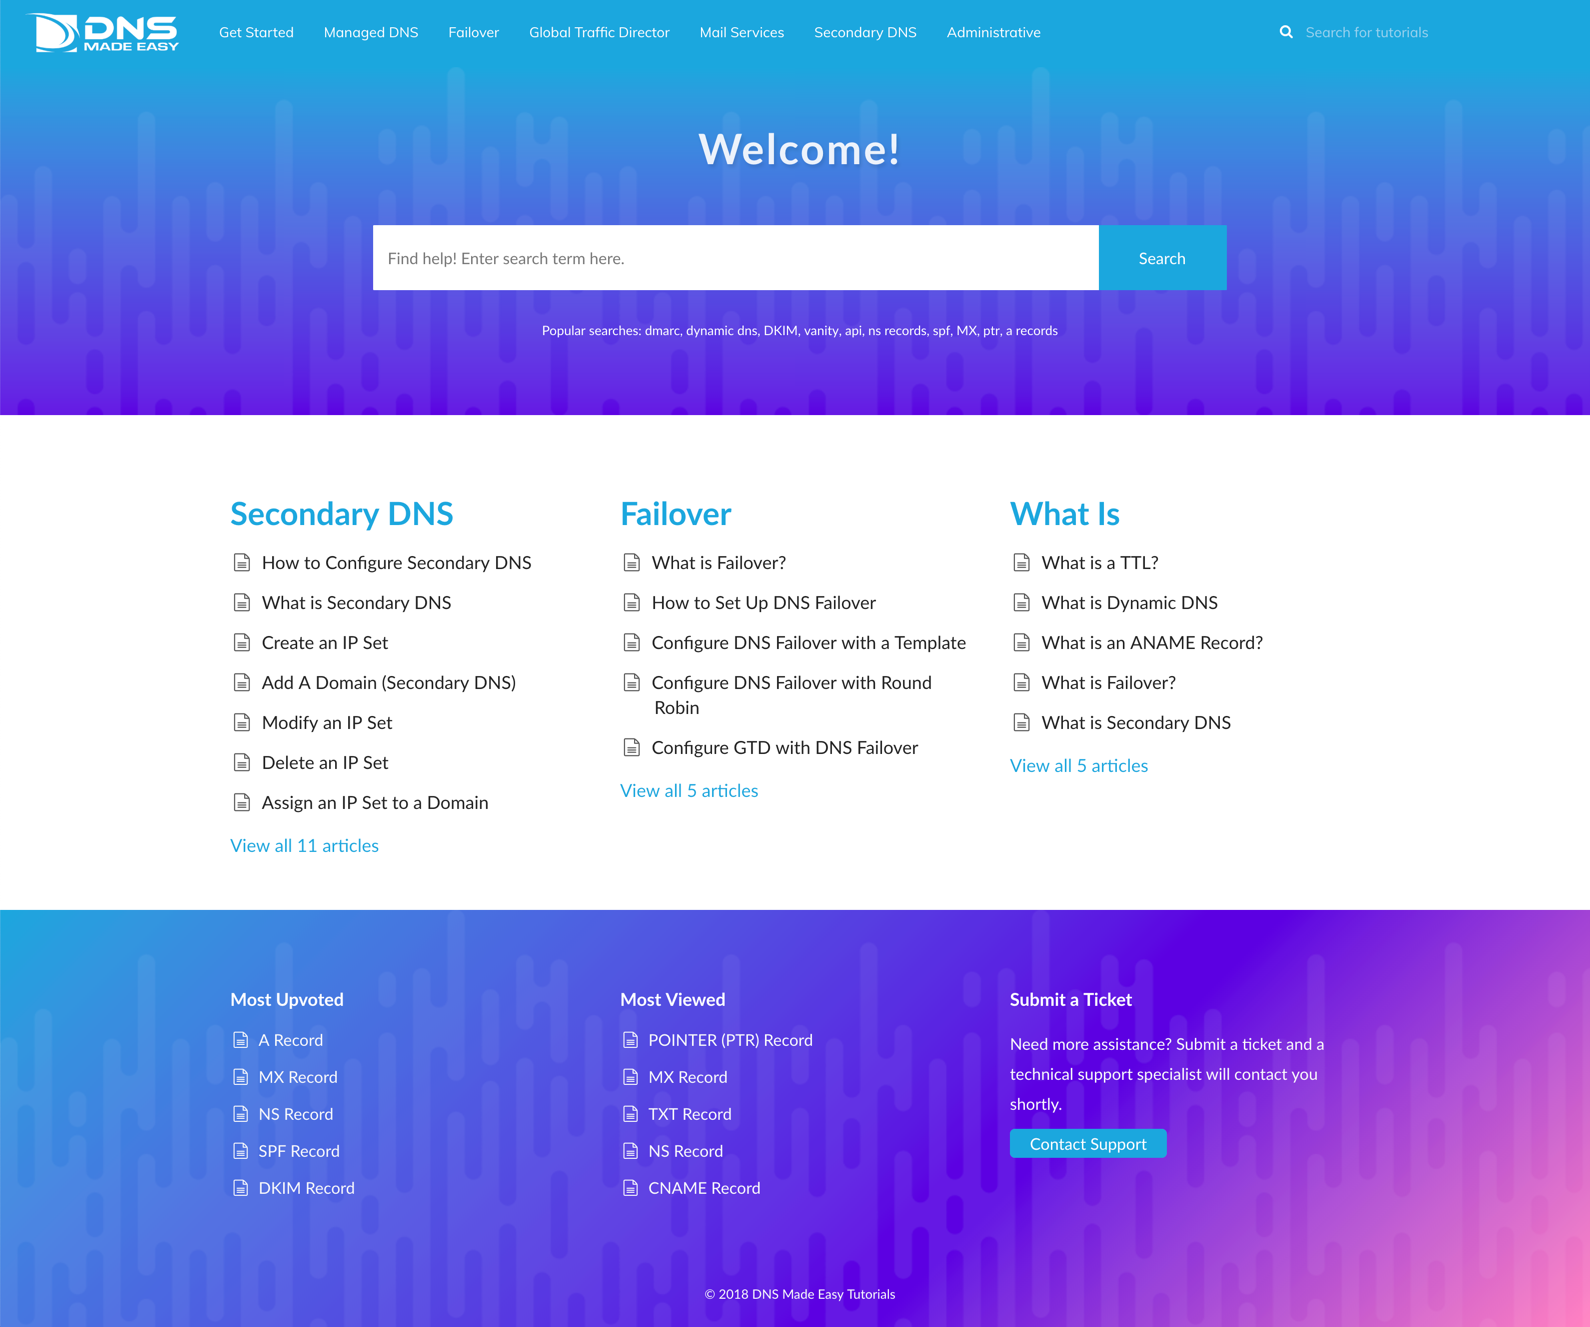 DNS
MADE EASY
Get Started Managed DNS Failover Global Traffic Director Mail Services Secondary DNS Administrative Search for tutorials
Welcome!
Find help! Enter search term here. Search
Popular searches: dmarc, dynamic dns, DKIM, vanity, api, ns records, spf, MX, ptr, a records
Secondary DNS
How to Configure Secondary DNS
What is Secondary DNS
Create an IP Set
Add A Domain (Secondary DNS)
Modify an IP Set
Delete an IP Set
Assign an IP Set to a Domain
View all 11 articles
Failover
What is Failover?
How to Set Up DNS Failover
Configure DNS Failover with a Template
Configure DNS Failover with Round
Robin
Configure GTD with DNS Failover
View all 5 articles
What Is
What is a TTL?
What is Dynamic DNS
What is an ANAME Record?
What is Failover?
What is Secondary DNS
View all 5 articles
Most Upvoted
A Record
MX Record
NS Record
SPF Record
DKIM Record
Most Viewed
POINTER (PTR) Record
MX Record
TXT Record
NS Record
CNAME Record
Submit a Ticket
Need more assistance? Submit a ticket and a
technical support specialist will contact you
shortly.
Contact Support
© 2018 DNS Made Easy Tutorials